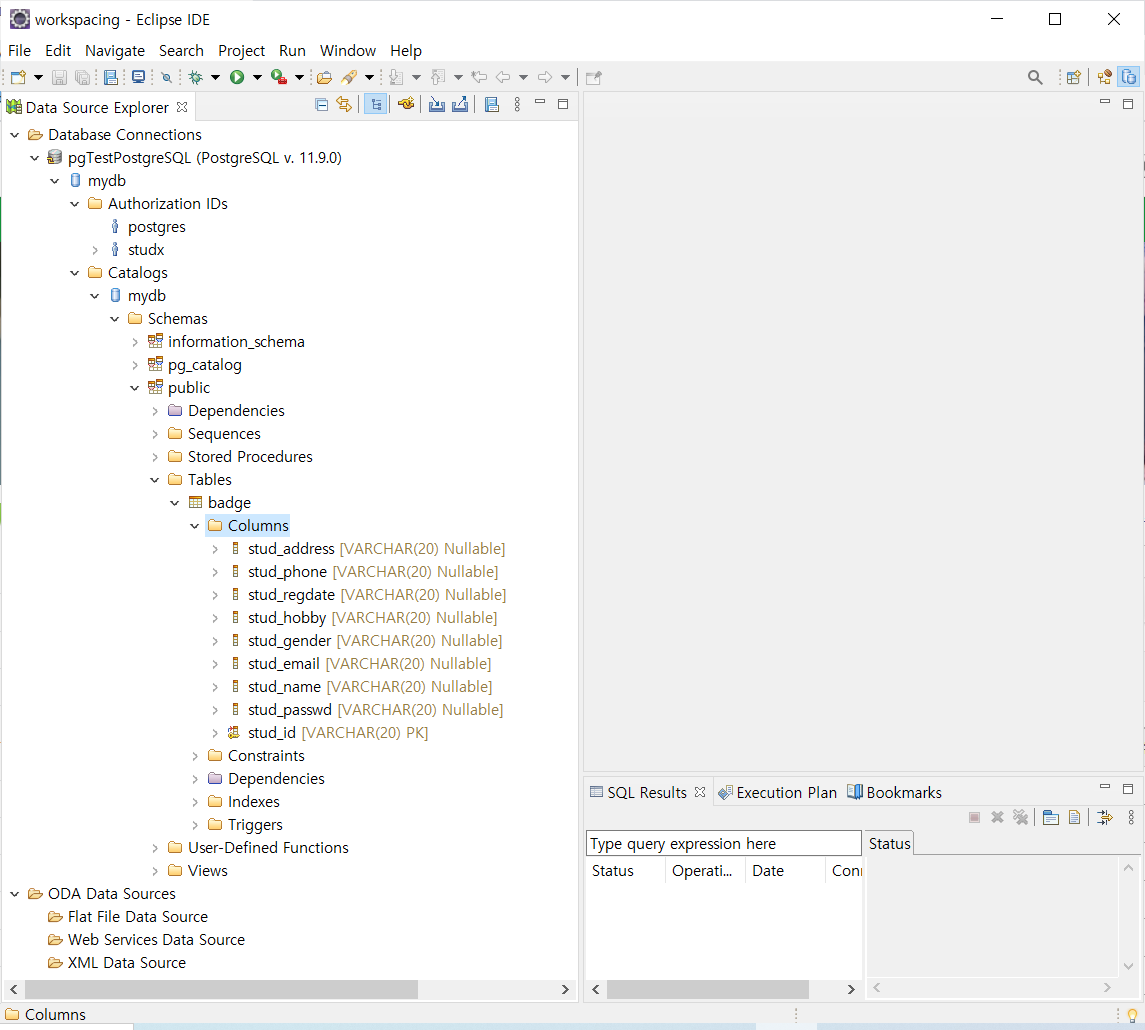 workspacing - Eclipse IDE
File Edit Navigate Search Project Run Window Help
Data Source Explorer
Database Connections
pgTestPostgreSQL (PostgreSQL v. 11.9.0)
mydb
Authorization IDs
postgres
studx
Catalogs
mydb
Schemas
information_schema
pg_catalog
public
Dependencies
Sequences
Stored Procedures
Tables
badge
Columns
stud_address [VARCHAR(20) Nullable]
stud_phone [VARCHAR(20) Nullable]
stud_regdate [VARCHAR(20) Nullable]
stud_hobby [VARCHAR(20) Nullable]
stud_gender [VARCHAR(20) Nullable]
stud_email [VARCHAR(20) Nullable]
stud_name [VARCHAR(20) Nullable]
stud_passwd [VARCHAR(20) Nullable]
stud_id [VARCHAR(20) PK]
Constraints
Dependencies
Indexes
Triggers
User-Defined Functions
Views
ODA Data Sources
Flat File Data Source
Web Services Data Source
XML Data Source
SQL Results Execution Plan Bookmarks
Type query expression here
Status Operati... Date Conn
Status
Columns